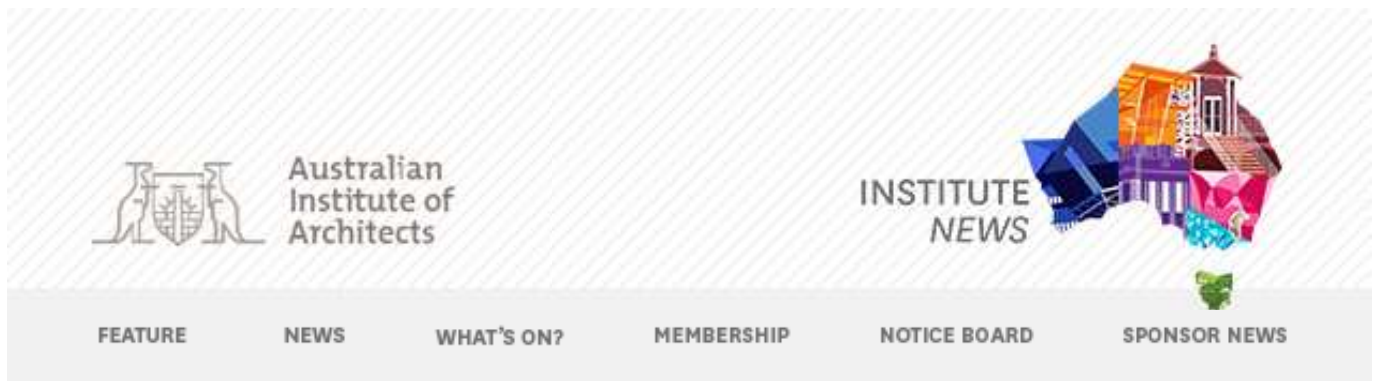 Australian
Institute of
Architects
INSTITUTE
NEWS
FEATURE NEWS WHAT'S ON? MEMBERSHIP NOTICE BOARD SPONSOR NEWS